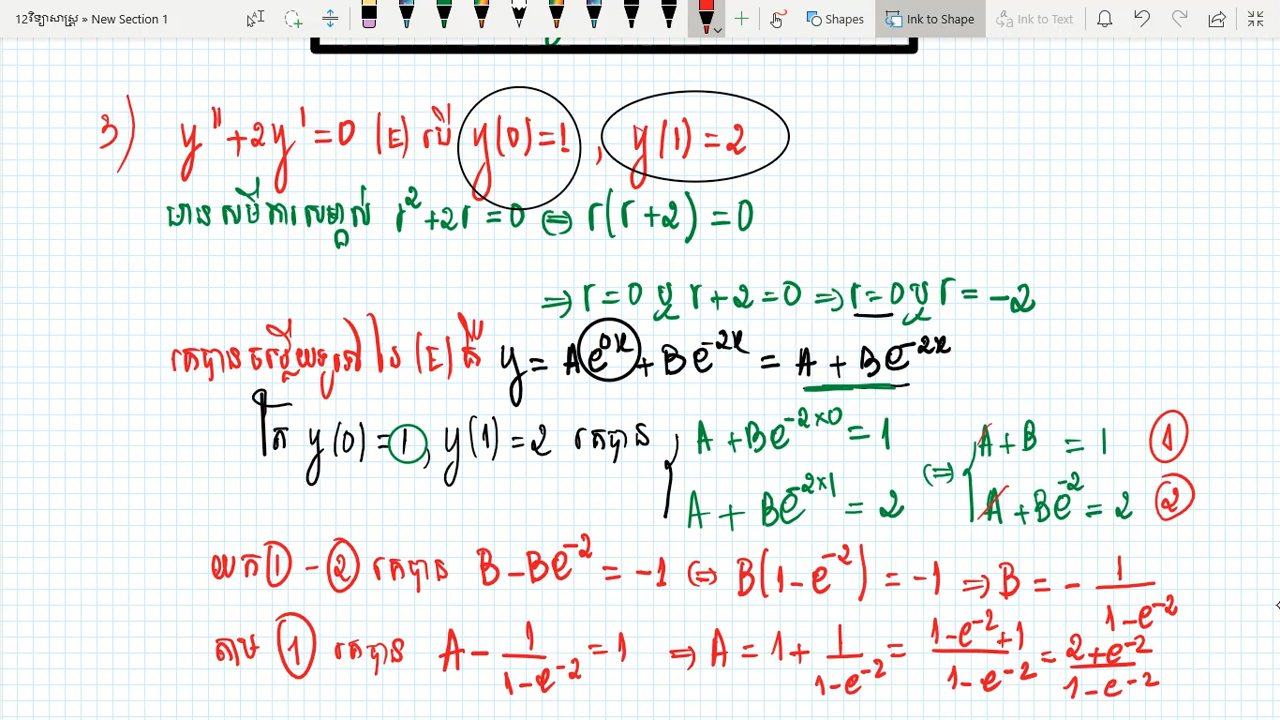 12វិទ្យាសាស្ត្រ » New Section 1
Shapes
Ink to Shape
Ink to Text
3) y'' + 2y' = 0 (E) បើ y(0) = 1 , y(1) = 2
មានសមីការសម្គាល់ r² + 2r = 0 ⇔ r(r + 2) = 0
⇒ r = 0 ឬ r + 2 = 0 ⇒ r = 0 ឬ r = -2
គេបានចម្លើយទូទៅនៃ (E) គឺ y = Ae^{0x} + Be^{-2x} = A + Be^{-2x}
តែ y(0) = 1, y(1) = 2 គេបាន { A + Be^{-2×0} = 1 ⇔ { A + B = 1 ①
A + Be^{-2×1} = 2 A + Be^{-2} = 2 ②
យក ① - ② គេបាន B - Be^{-2} = -1 ⇔ B(1 - e^{-2}) = -1 ⇒ B = - 1/(1 - e^{-2})
តាម ① គេបាន A - 1/(1 - e^{-2}) = 1 ⇒ A = 1 + 1/(1 - e^{-2}) = (1 - e^{-2} + 1)/(1 - e^{-2}) = (2 + e^{-2})/(1 - e^{-2})